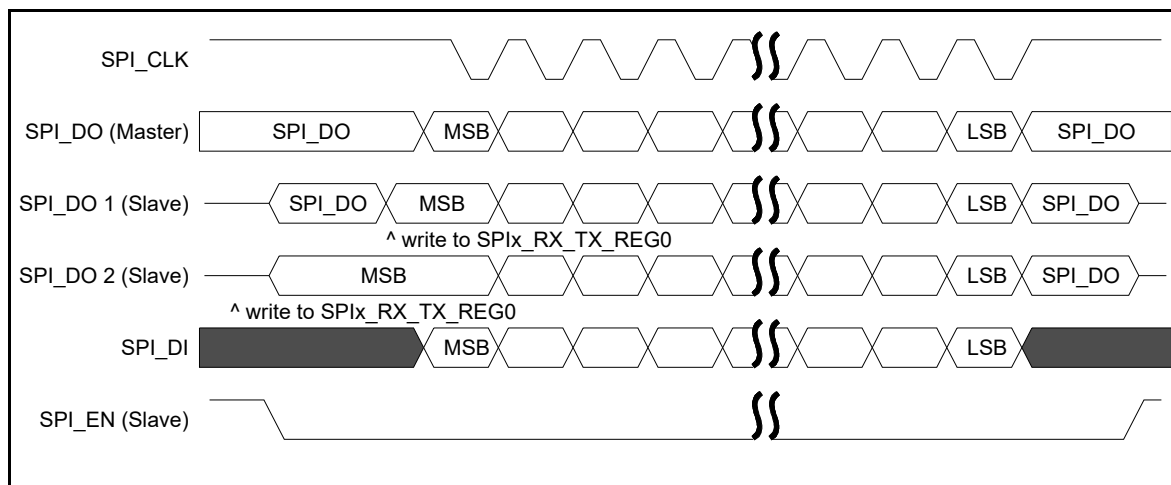 SPI_CLK
SPI_DO (Master) SPI_DO MSB LSB SPI_DO
SPI_DO 1 (Slave) SPI_DO MSB LSB SPI_DO
^ write to SPIx_RX_TX_REG0
SPI_DO 2 (Slave) MSB LSB SPI_DO
^ write to SPIx_RX_TX_REG0
SPI_DI MSB LSB
SPI_EN (Slave)